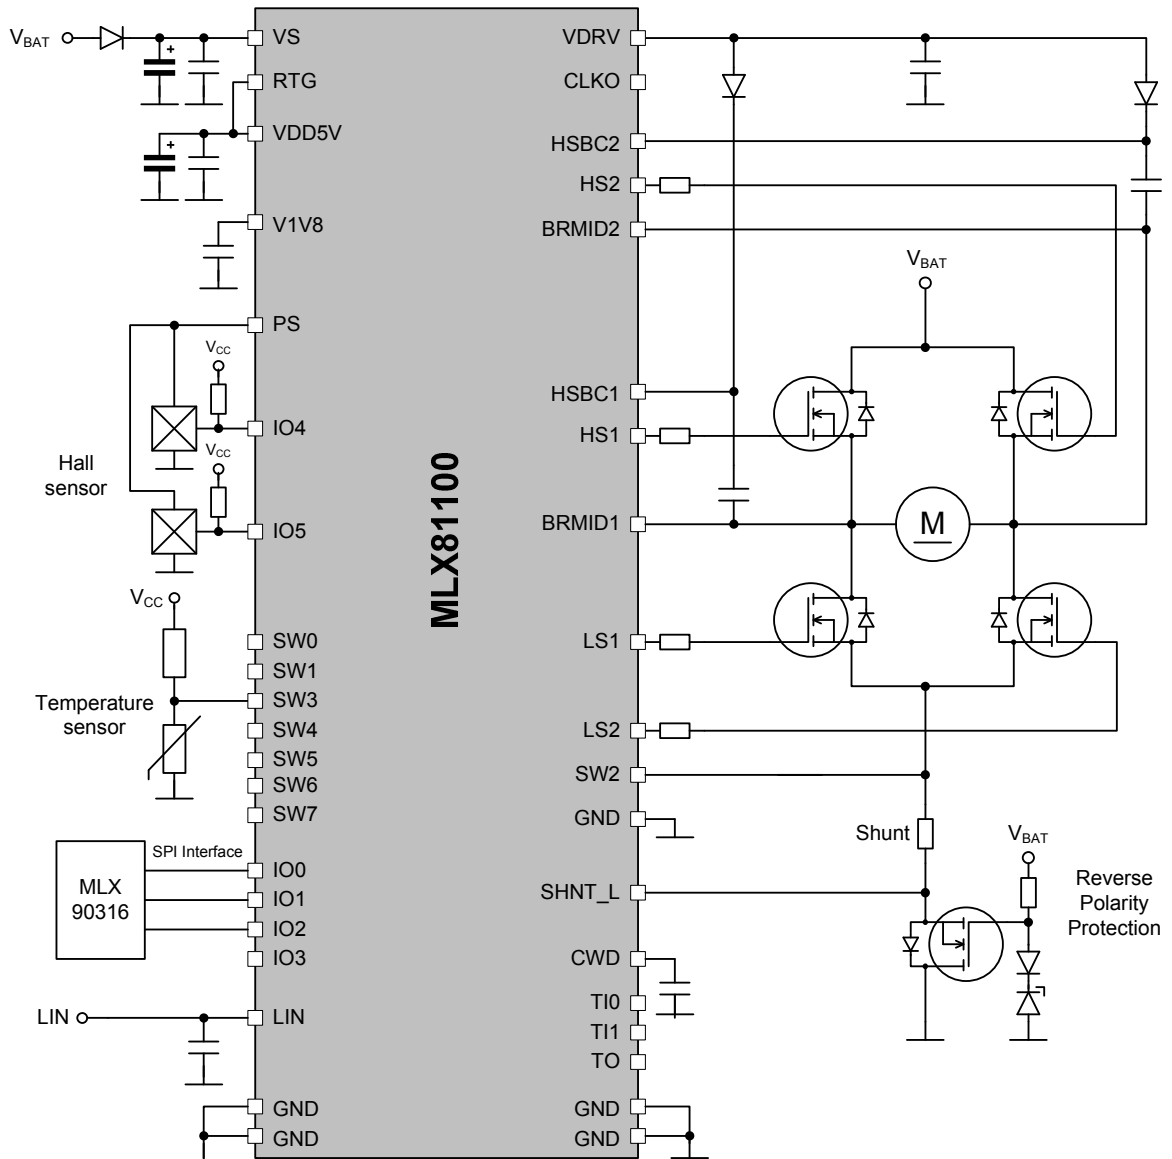 VBAT
VS
RTG
VDD5V
V1V8
PS
VCC
IO4
VCC
IO5
Hall
sensor
VCC
SW0
SW1
SW3
SW4
SW5
SW6
SW7
Temperature
sensor
SPI Interface
MLX
90316
IO0
IO1
IO2
IO3
LIN
LIN
GND
GND
MLX81100
VDRV
CLKO
HSBC2
HS2
BRMID2
VBAT
HSBC1
HS1
BRMID1
M
LS1
LS2
SW2
GND
Shunt
VBAT
SHNT_L
Reverse
Polarity
Protection
CWD
TI0
TI1
TO
GND
GND
+
+